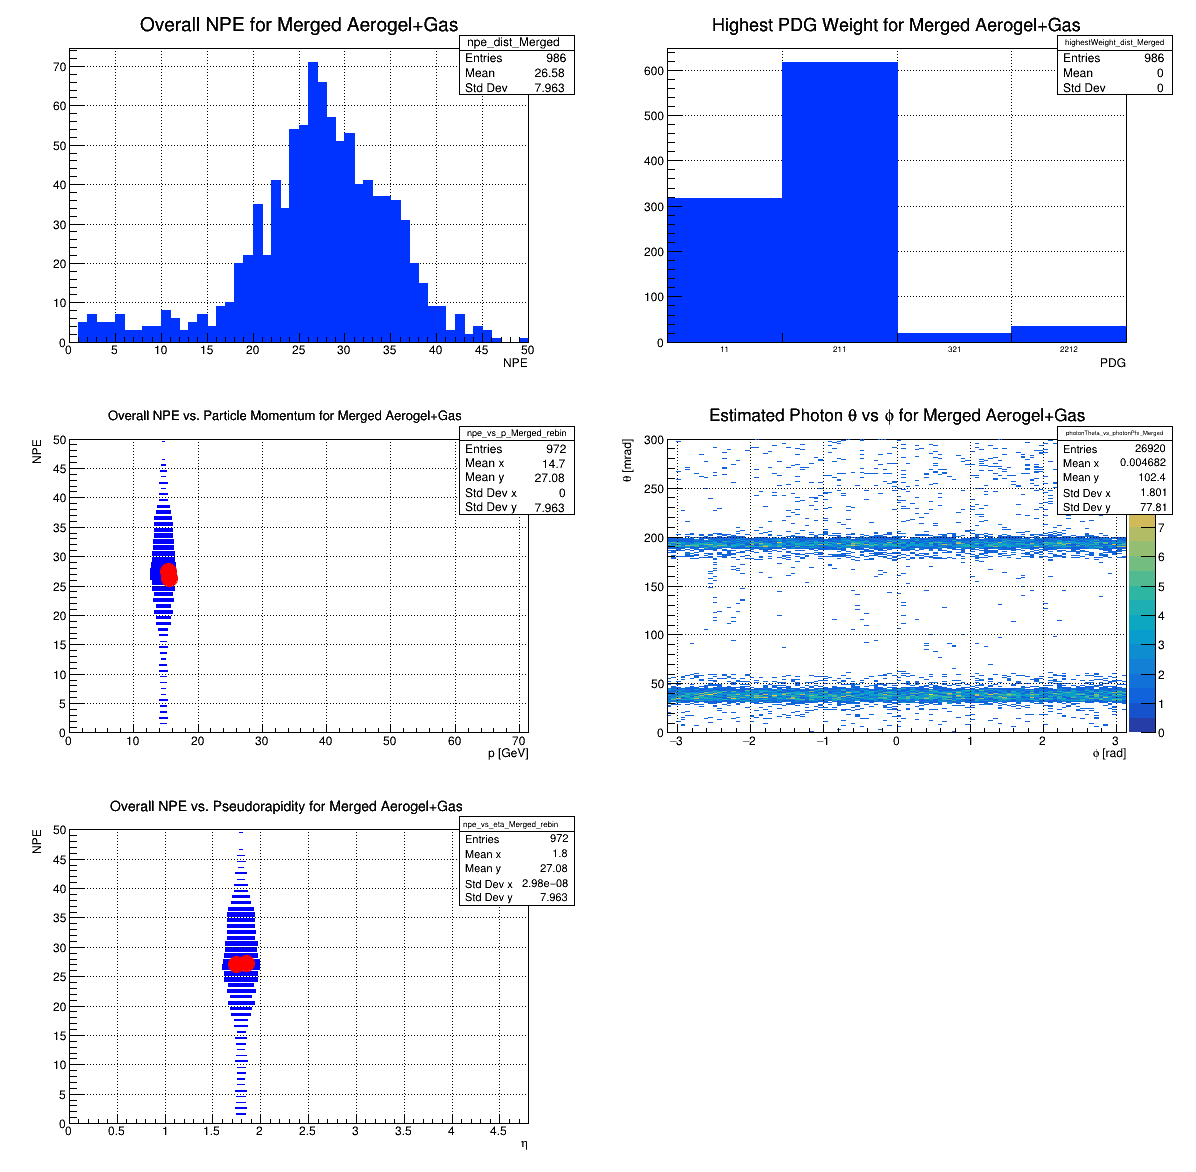 Overall NPE for Merged Aerogel+Gas
npe_dist_Merged
Entries 986
Mean 26.58
Std Dev 7.963
70
60
50
40
30
20
10
0
0 5 10 15 20 25 30 35 40 45 50
NPE
Highest PDG Weight for Merged Aerogel+Gas
highestWeight_dist_Merged
Entries 986
Mean 0
Std Dev 0
600
500
400
300
200
100
0
11 211 321 2212
PDG
Overall NPE vs. Particle Momentum for Merged Aerogel+Gas
npe_vs_p_Merged_rebin
Entries 972
Mean x 14.7
Mean y 27.08
Std Dev x 0
Std Dev y 7.963
NPE
50
45
40
35
30
25
20
15
10
5
0
0 10 20 30 40 50 60 70
p [GeV]
Estimated Photon θ vs ϕ for Merged Aerogel+Gas
photonTheta_vs_photonPhi_Merged
Entries 26920
Mean x 0.004682
Mean y 102.4
Std Dev x 1.801
Std Dev y 77.81
θ [mrad]
300
250
200
150
100
50
0
−3 −2 −1 0 1 2 3
ϕ [rad]
7
6
5
4
3
2
1
0
Overall NPE vs. Pseudorapidity for Merged Aerogel+Gas
npe_vs_eta_Merged_rebin
Entries 972
Mean x 1.8
Mean y 27.08
Std Dev x 2.98e−08
Std Dev y 7.963
NPE
50
45
40
35
30
25
20
15
10
5
0
0 0.5 1 1.5 2 2.5 3 3.5 4 4.5
η